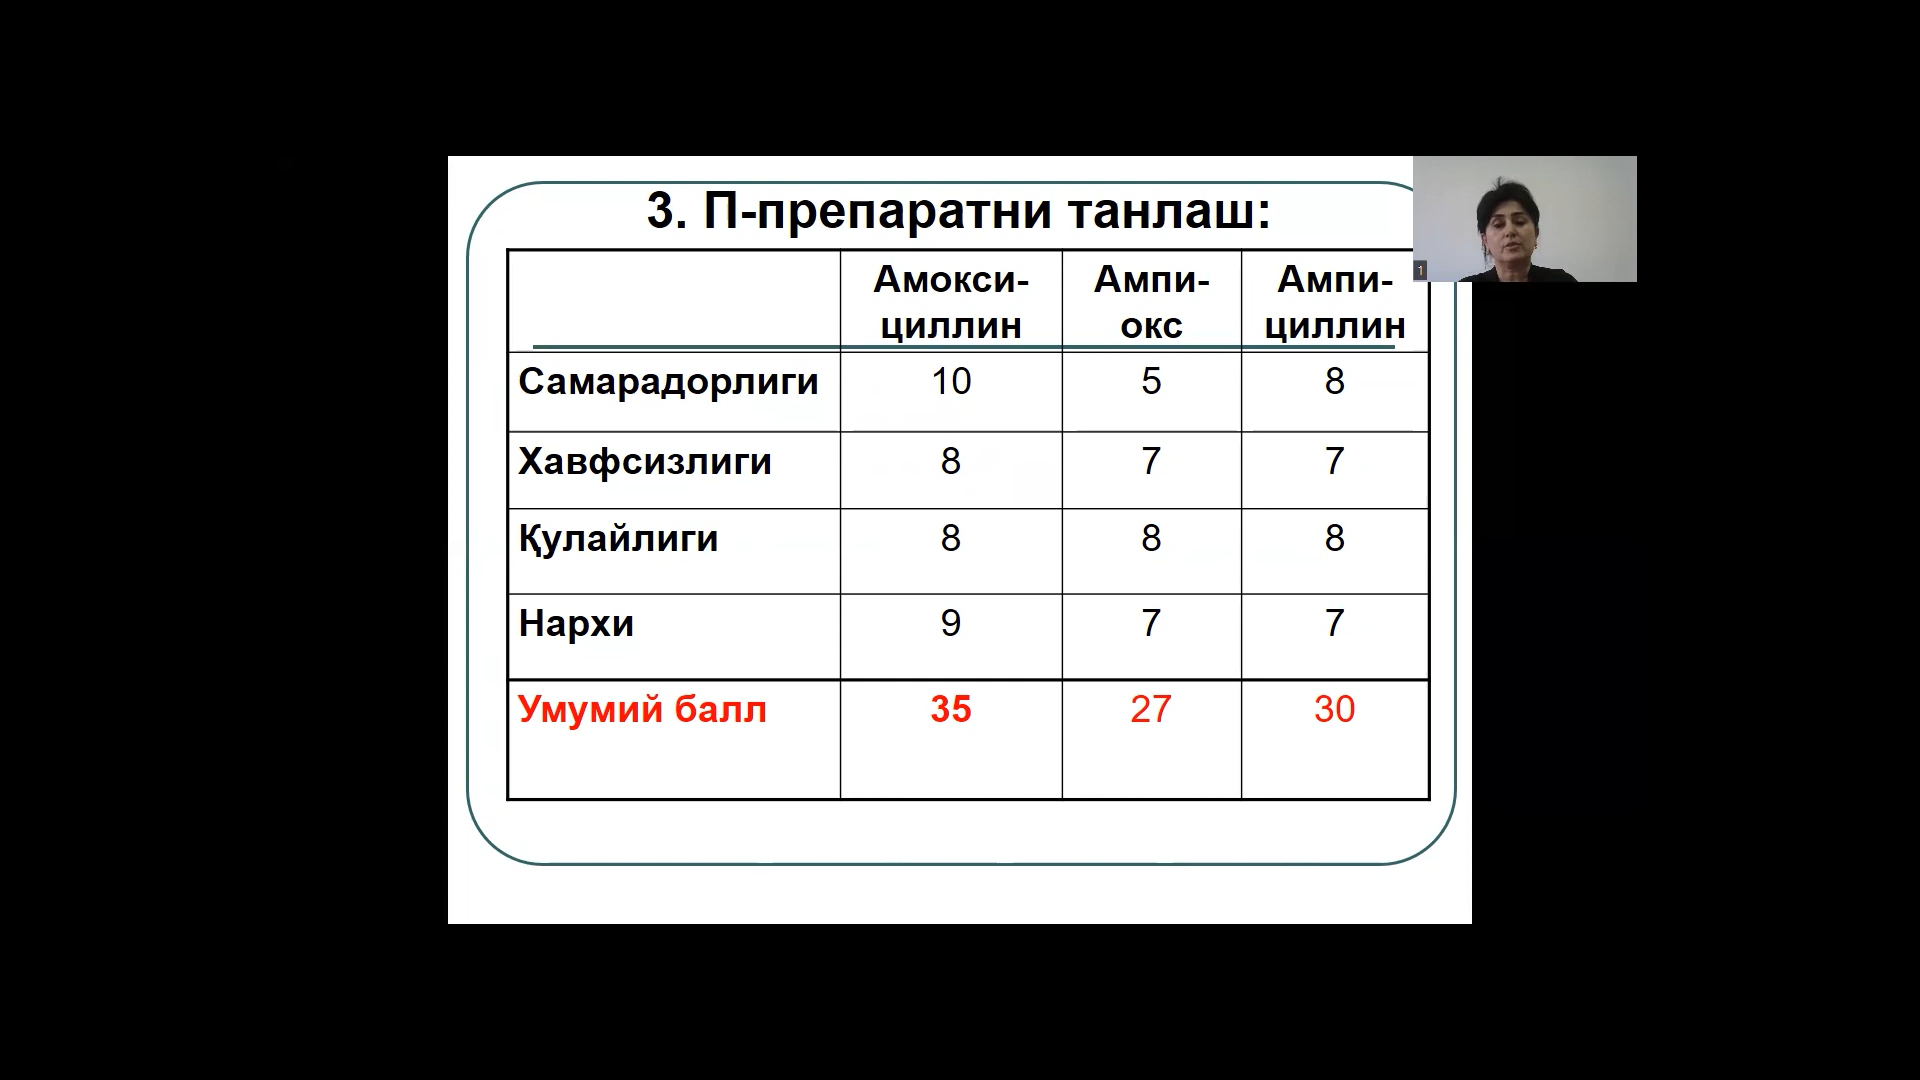 3. П-препаратни танлаш:
Амокси- Ампи- Ампи-
циллин окс циллин
Самарадорлиги 10 5 8
Хавфсизлиги 8 7 7
Қулайлиги 8 8 8
Нархи 9 7 7
Умумий балл 35 27 30
1